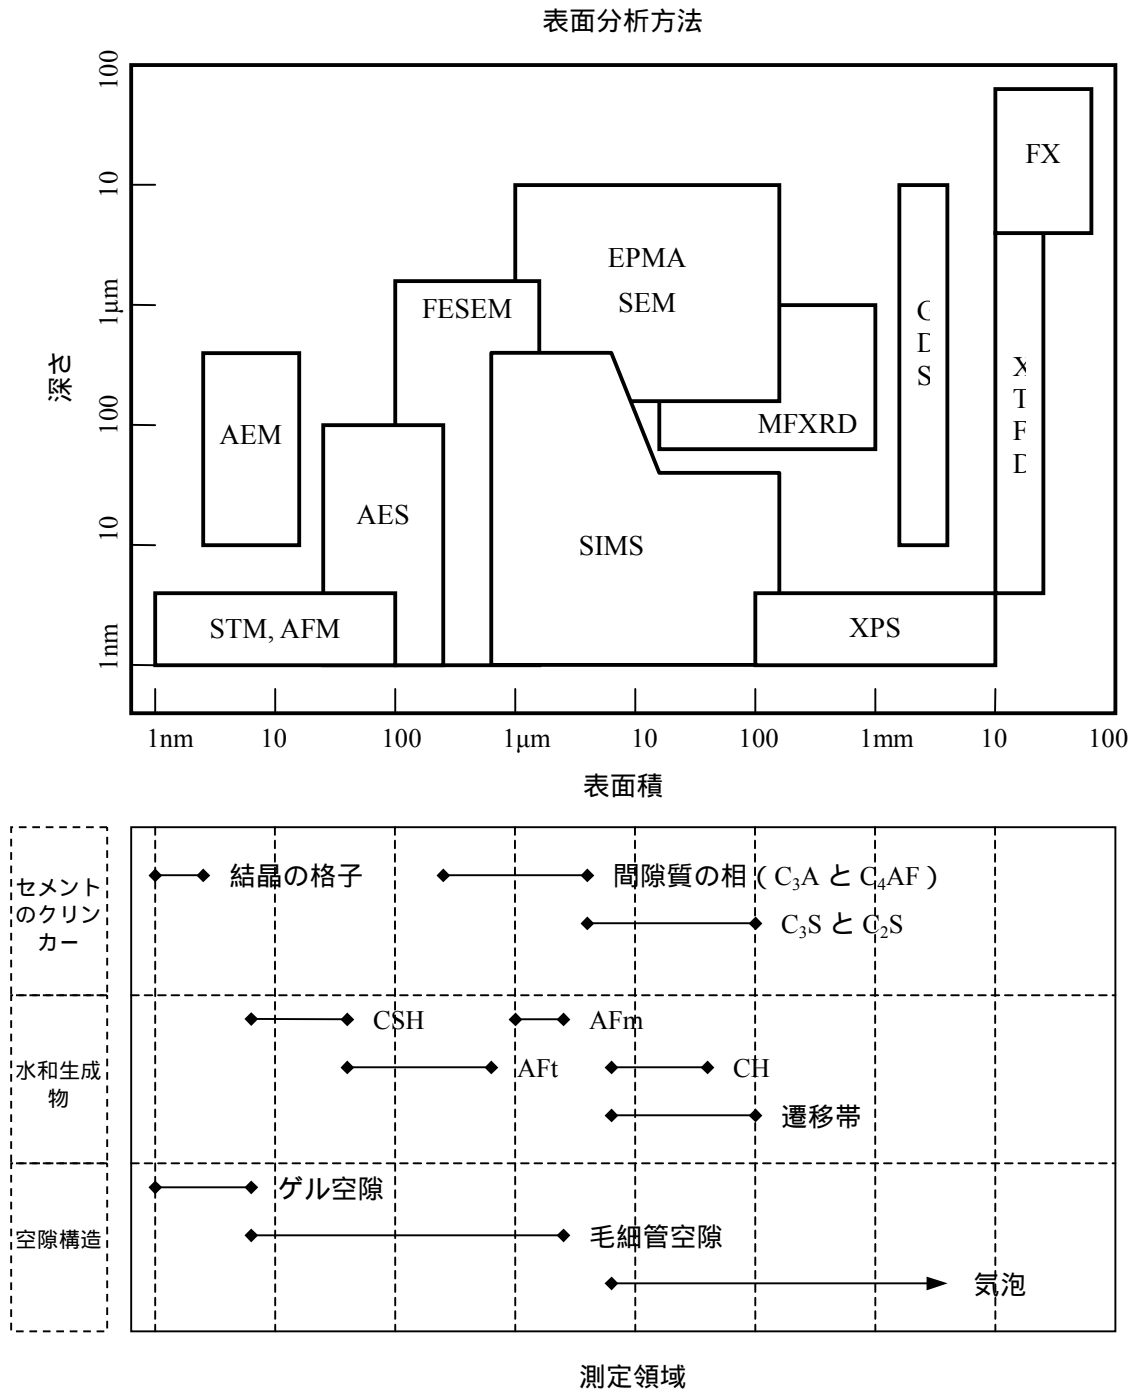 表面分析方法
100
10
1μm
100
10
1nm
深さ
FX
EPMA
SEM
FESEM
AEM
MFXRD
G
D
S
X
T
F
D
AES
SIMS
STM, AFM
XPS
1nm 10 100 1μm 10 100 1mm 10 100
表面積
セメント
のクリン
カー
結晶の格子
間隙質の相（C₃A と C₄AF）
C₃S と C₂S
水和生成
物
CSH
AFm
AFt
CH
遷移帯
空隙構造
ゲル空隙
毛細管空隙
気泡
測定領域